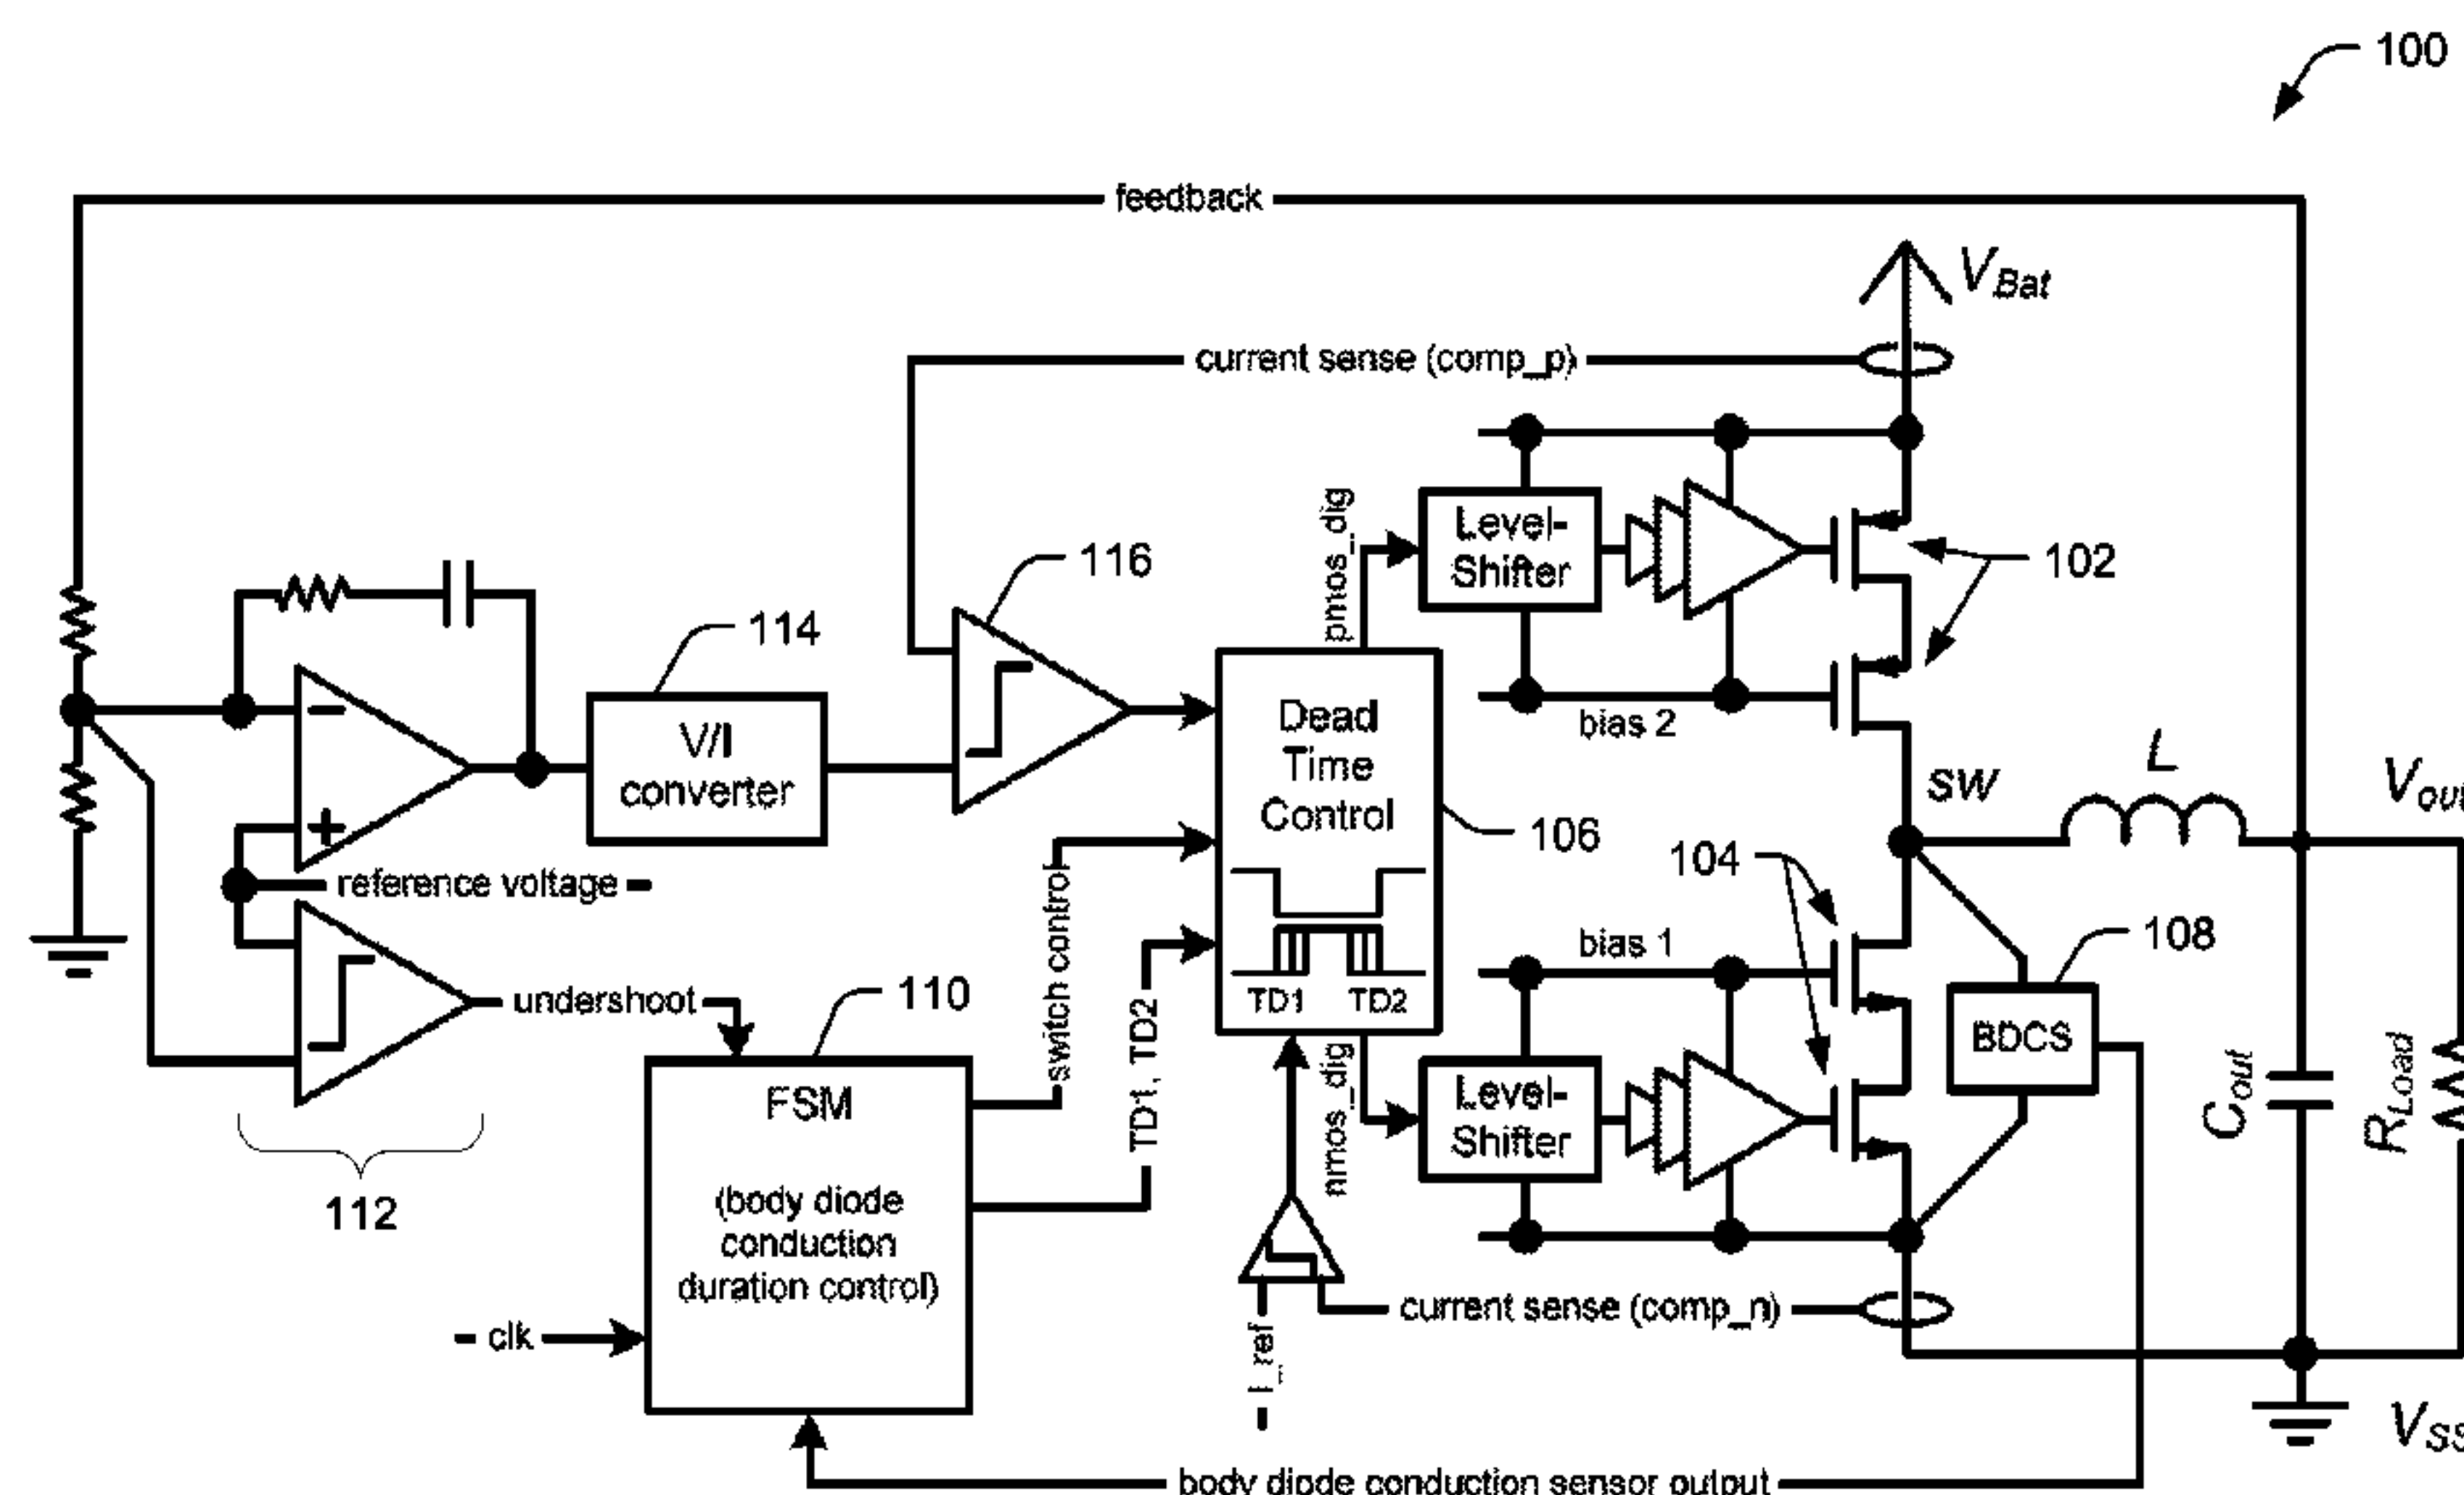 100
feedback
VBat
current sense (comp_p)
pmos_dig
Level-
Shifter
102
116
114
V/I
converter
bias 2
Dead
Time
Control
106
TD1 TD2
SW
L
Vout
104
bias 1
108
BDCS
−
+
reference voltage
undershoot
110
switch control
TD1, TD2
FSM
(body diode
conduction
duration control)
112
clk
nmos_dig
Level-
Shifter
I_ref
current sense (comp_n)
Cout
RLoad
VSS
body diode conduction sensor output